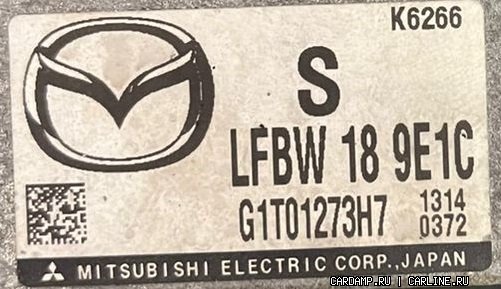 K6266
S
LFBW 18 9E1C
G1T01273H7 1314
0372
MITSUBISHI ELECTRIC CORP.,JAPAN
CARDAMP.RU | CARLINE.RU